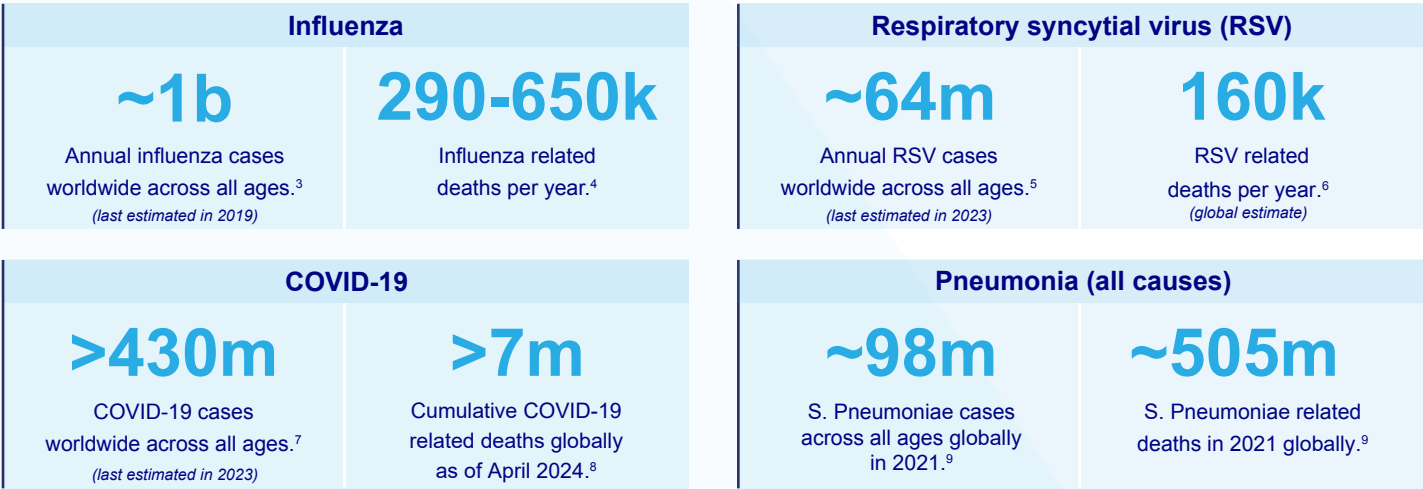 Influenza
~1b
Annual influenza cases
worldwide across all ages.3
(last estimated in 2019)
290-650k
Influenza related
deaths per year.4
Respiratory syncytial virus (RSV)
~64m
Annual RSV cases
worldwide across all ages.5
(last estimated in 2023)
160k
RSV related
deaths per year.6
(global estimate)
COVID-19
>430m
COVID-19 cases
worldwide across all ages.7
(last estimated in 2023)
>7m
Cumulative COVID-19
related deaths globally
as of April 2024.8
Pneumonia (all causes)
~98m
S. Pneumoniae cases
across all ages globally
in 2021.9
~505m
S. Pneumoniae related
deaths in 2021 globally.9